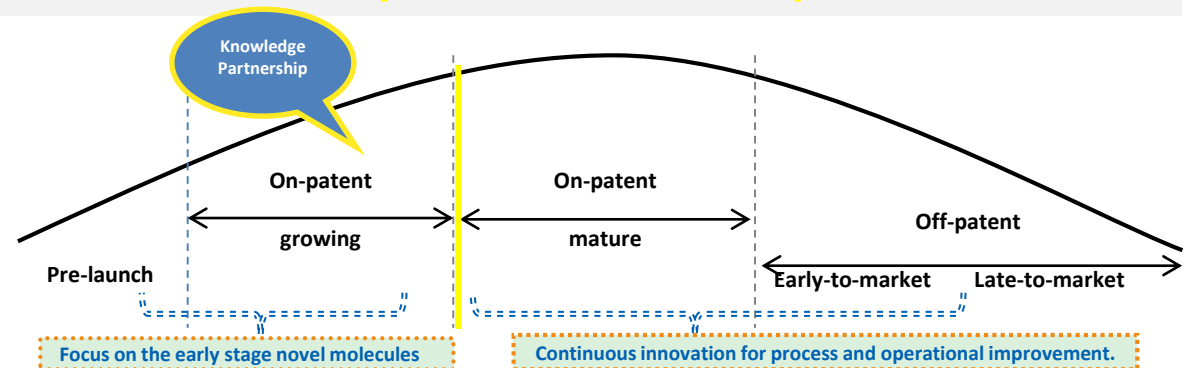 Knowledge
Partnership
On-patent
growing
On-patent
mature
Off-patent
Pre-launch
Early-to-market
Late-to-market
Focus on the early stage novel molecules
Continuous innovation for process and operational improvement.